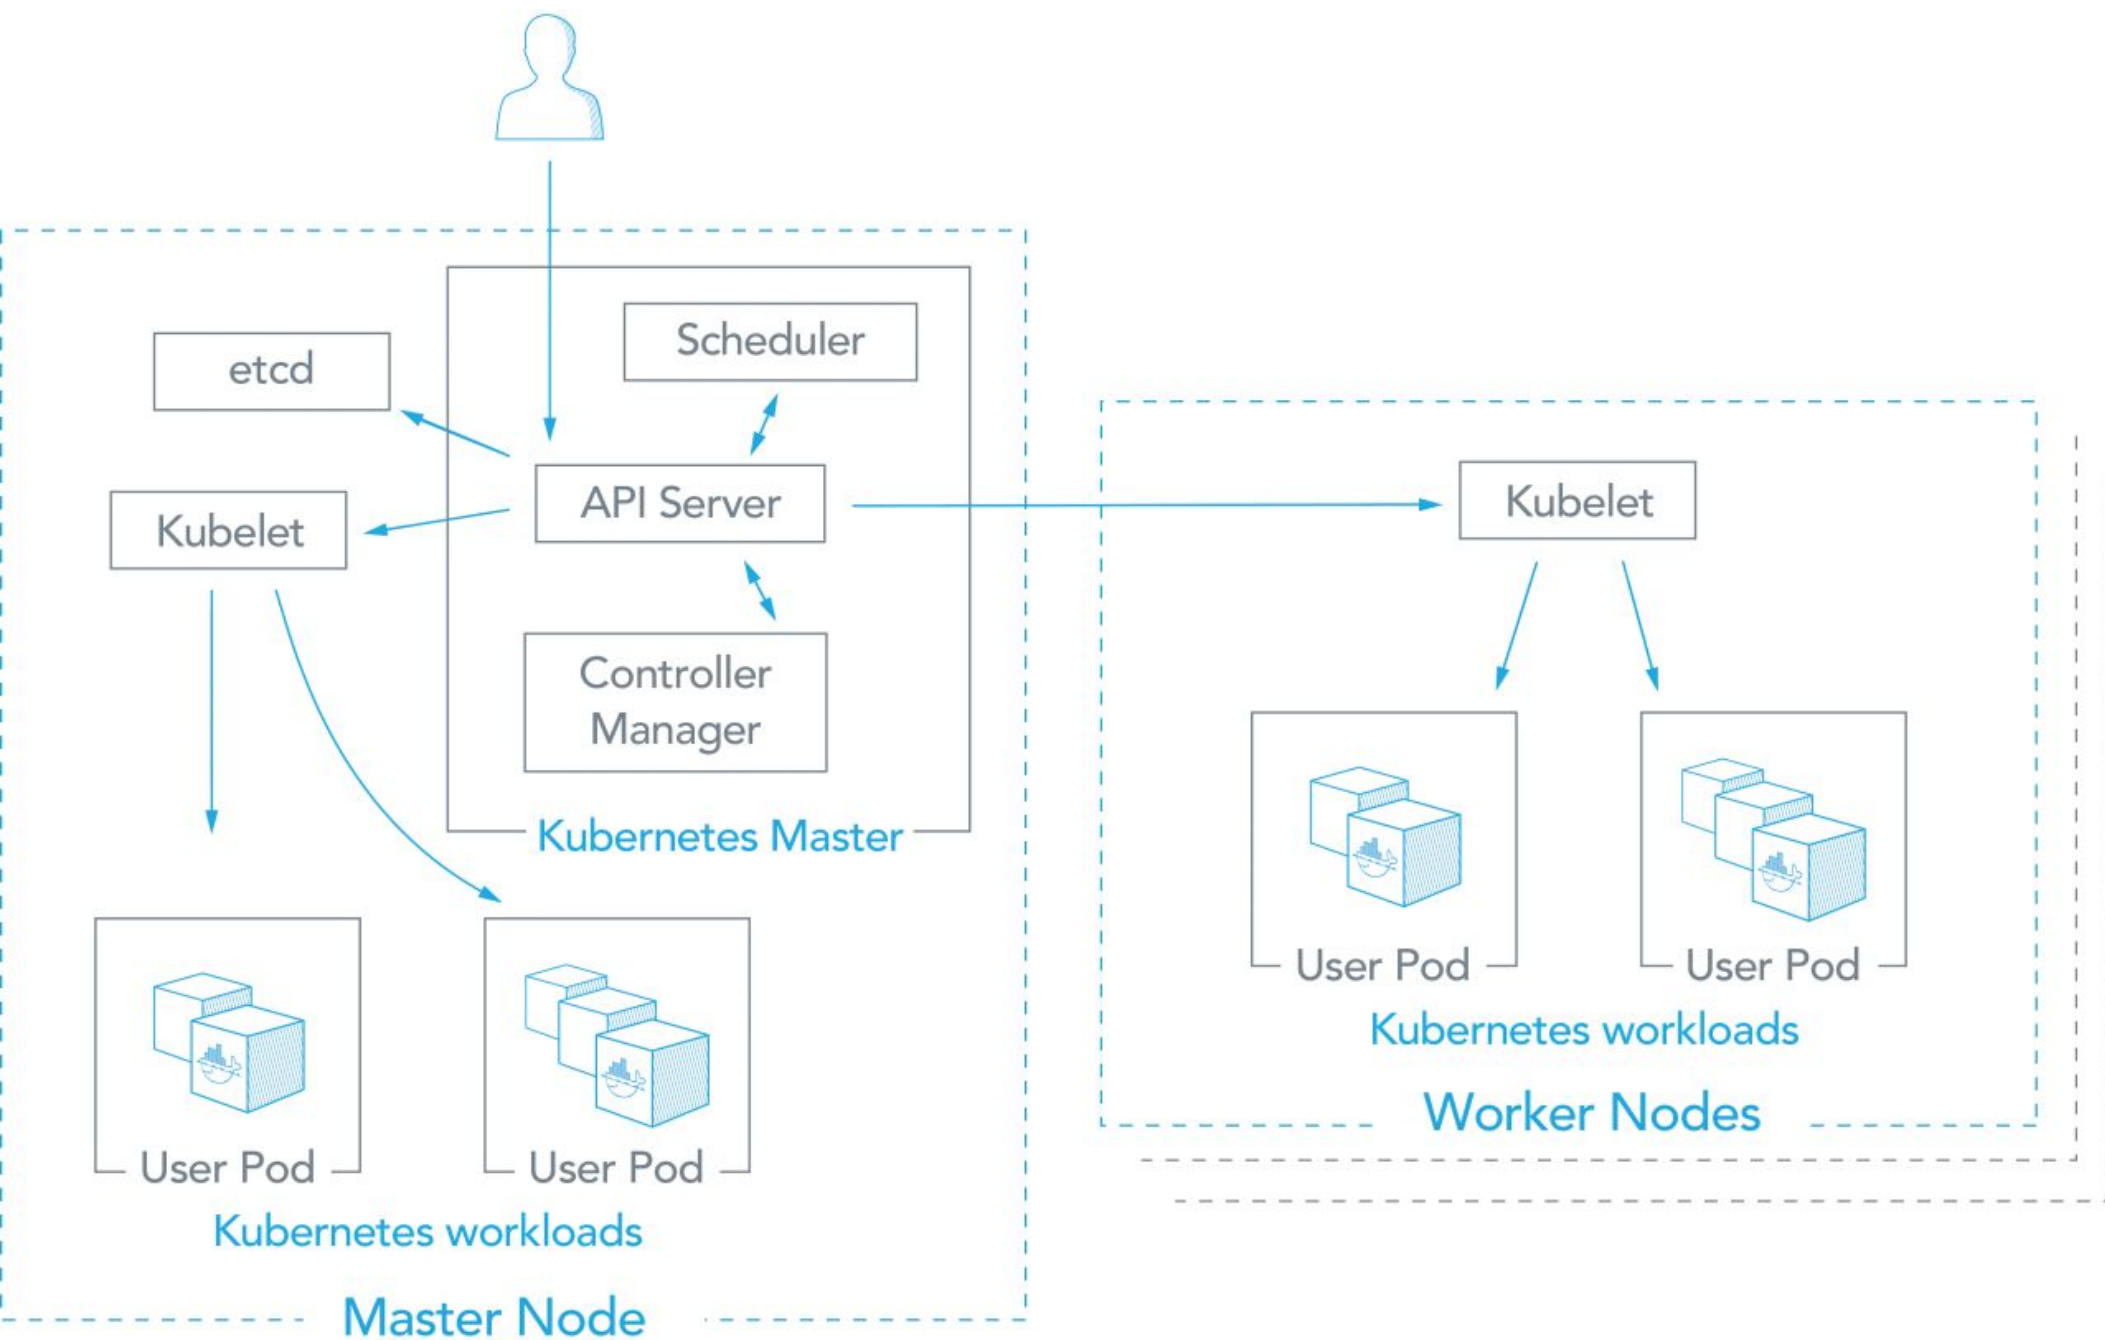 Scheduler
etcd
API Server
Kubelet
Controller
Manager
Kubernetes Master
User Pod
User Pod
Kubernetes workloads
Master Node
Kubelet
User Pod
User Pod
Kubernetes workloads
Worker Nodes